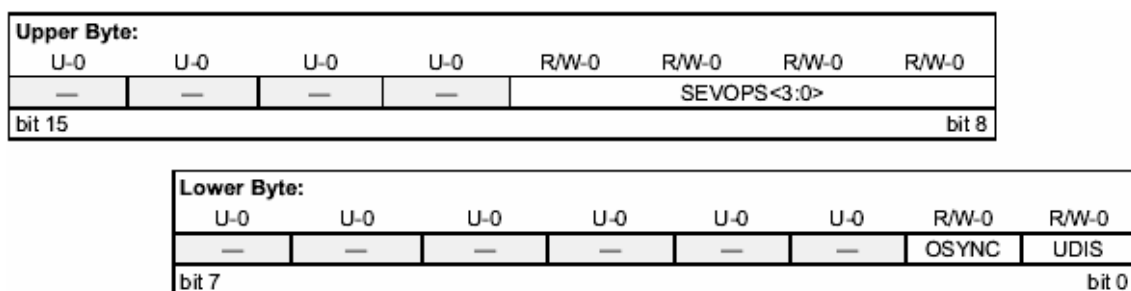 Upper Byte:
U-0 U-0 U-0 U-0 R/W-0 R/W-0 R/W-0 R/W-0
— — — — SEVOPS<3:0>
bit 15 bit 8
Lower Byte:
U-0 U-0 U-0 U-0 U-0 U-0 R/W-0 R/W-0
— — — — — — OSYNC UDIS
bit 7 bit 0